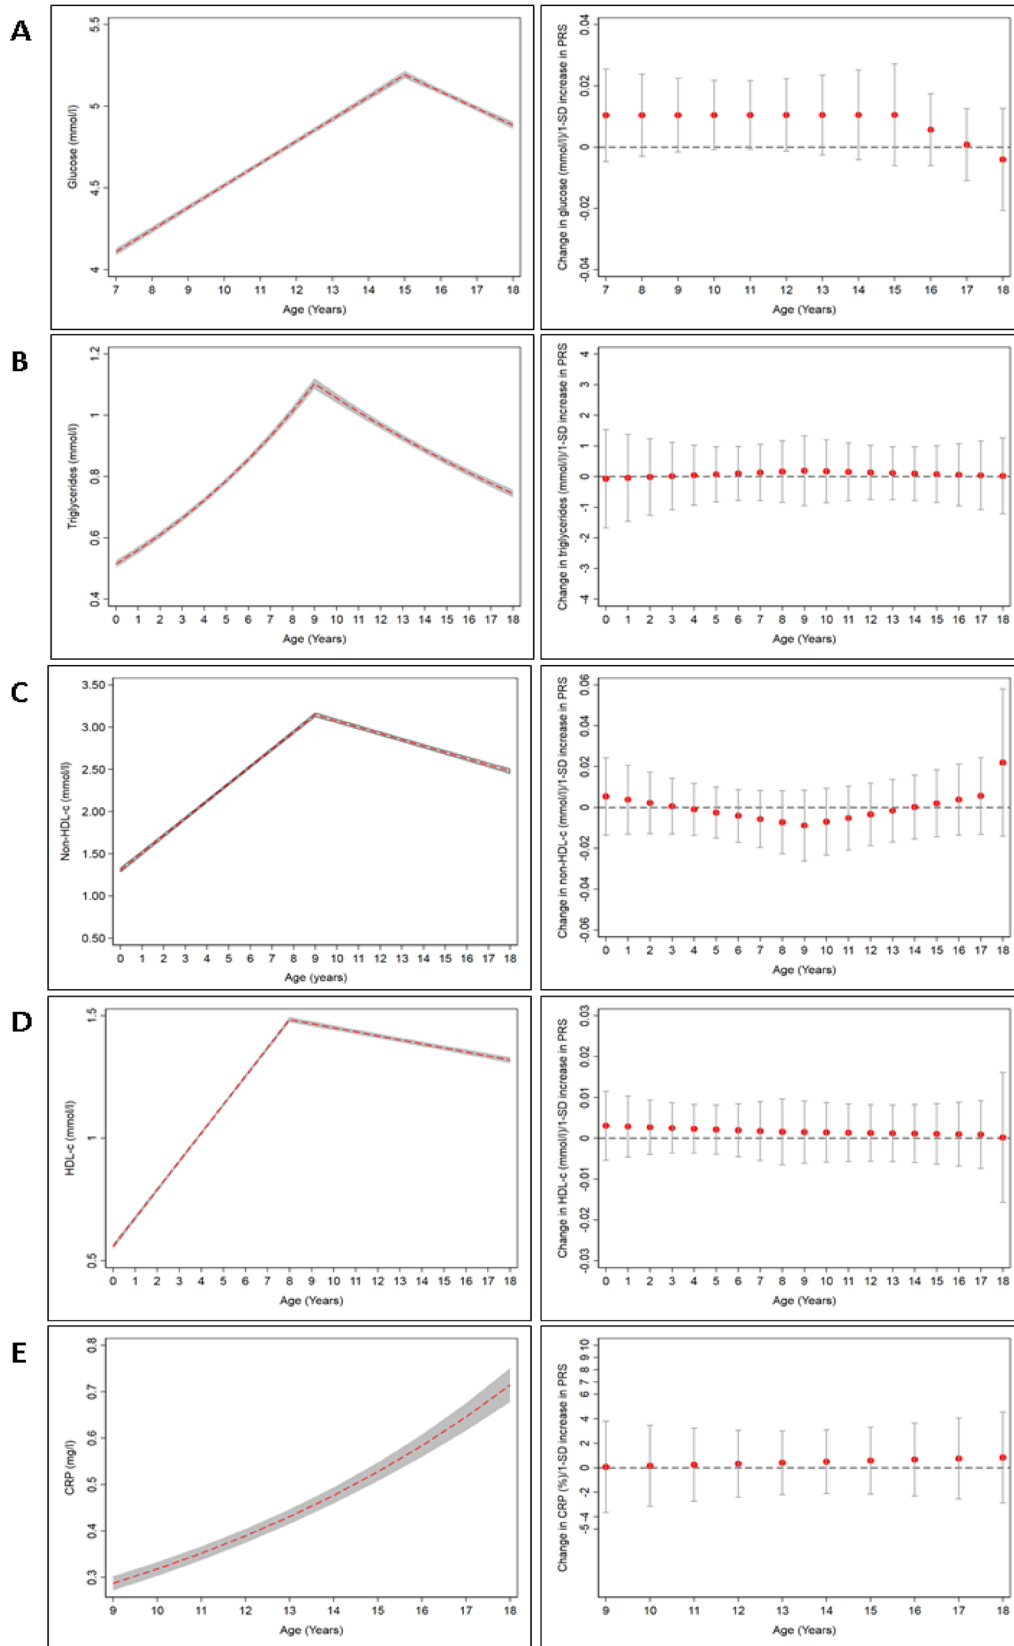 A
Glucose (mmol/l)
5.5
5
4.5
4
7 8 9 10 11 12 13 14 15 16 17 18
Age (Years)
Change in glucose (mmol/l)/1-SD increase in PRS
0.04
0.02
0
-0.02
-0.04
7 8 9 10 11 12 13 14 15 16 17 18
Age (Years)
B
Triglycerides (mmol/l)
1.2
1
0.8
0.6
0.4
0 1 2 3 4 5 6 7 8 9 10 11 12 13 14 15 16 17 18
Age (Years)
Change in triglycerides (mmol/l)/1-SD increase in PRS
4
3
2
1
0
-1
-2
-3
-4
0 1 2 3 4 5 6 7 8 9 10 11 12 13 14 15 16 17 18
Age (Years)
C
Non-HDL-c (mmol/l)
3.50
3.00
2.50
2.00
1.50
1.00
0.50
0 1 2 3 4 5 6 7 8 9 10 11 12 13 14 15 16 17 18
Age (years)
Change in non-HDL-c (mmol/l)/1-SD increase in PRS
0.06
0.04
0.02
0
-0.02
-0.04
-0.06
0 1 2 3 4 5 6 7 8 9 10 11 12 13 14 15 16 17 18
Age (Years)
D
HDL-c (mmol/l)
1.5
1
0.5
0 1 2 3 4 5 6 7 8 9 10 11 12 13 14 15 16 17 18
Age (Years)
Change in HDL-c (mmol/l)/1-SD increase in PRS
0.03
0.02
0.01
0
-0.01
-0.02
-0.03
0 1 2 3 4 5 6 7 8 9 10 11 12 13 14 15 16 17 18
Age (Years)
E
CRP (mg/l)
0.8
0.7
0.6
0.5
0.4
0.3
9 10 11 12 13 14 15 16 17 18
Age (Years)
Change in CRP (%)/1-SD increase in PRS
10
9
8
7
6
4
2
0
-2
-4
-5
9 10 11 12 13 14 15 16 17 18
Age (Years)